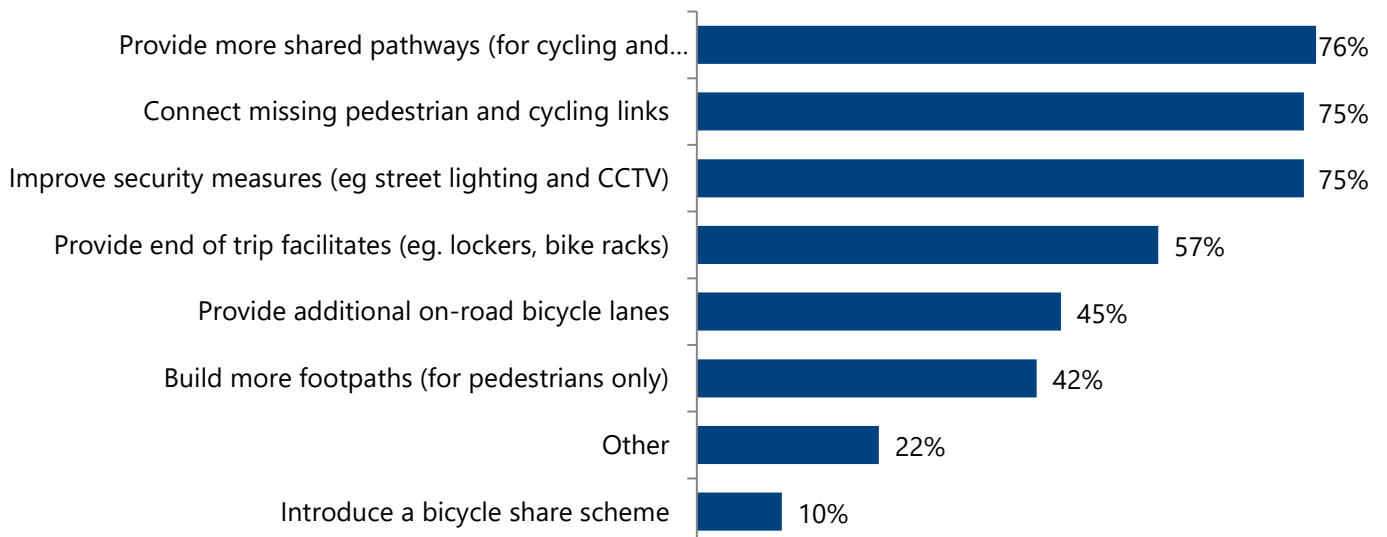 Provide more shared pathways (for cycling and... 76%
Connect missing pedestrian and cycling links 75%
Improve security measures (eg street lighting and CCTV) 75%
Provide end of trip facilitates (eg. lockers, bike racks) 57%
Provide additional on-road bicycle lanes 45%
Build more footpaths (for pedestrians only) 42%
Other 22%
Introduce a bicycle share scheme 10%